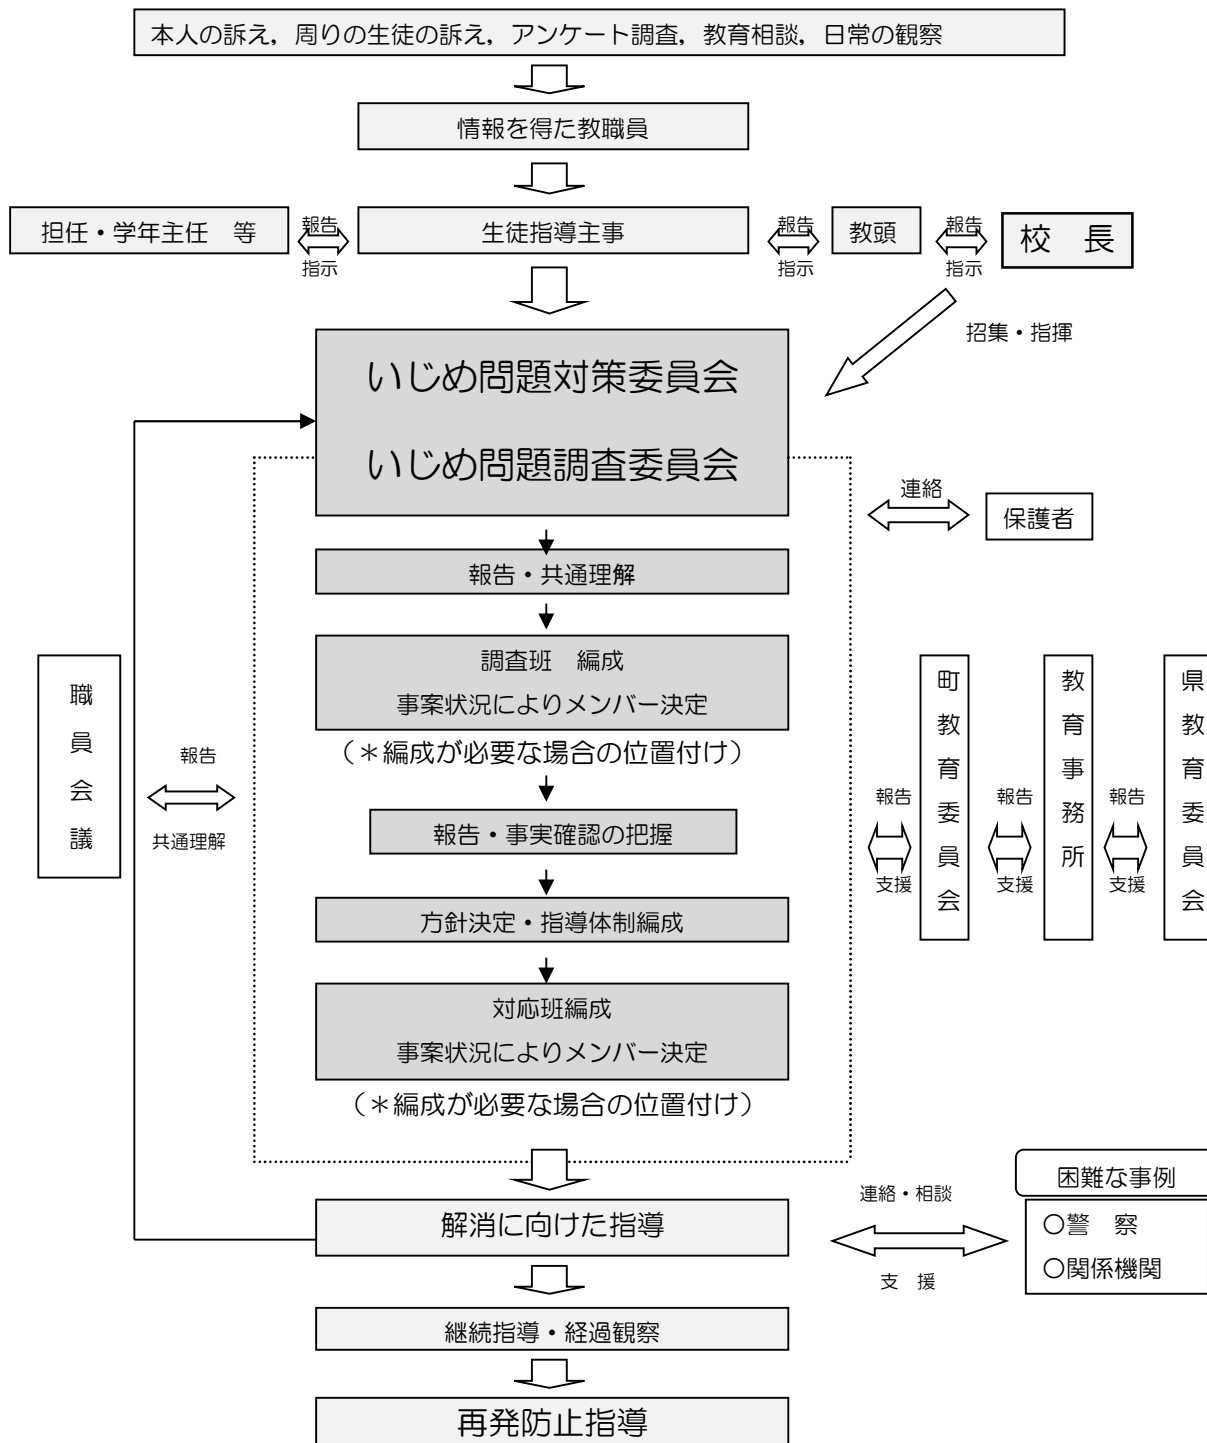 本人の訴え，周りの生徒の訴え，アンケート調査，教育相談，日常の観察
情報を得た教職員
担任・学年主任　等
報告
指示
生徒指導主事
報告
指示
教頭
報告
指示
校　長
招集・指揮
いじめ問題対策委員会
いじめ問題調査委員会
連絡
保護者
報告・共通理解
調査班　編成
事案状況によりメンバー決定
（＊編成が必要な場合の位置付け）
職員会議
報告
共通理解
報告・事実確認の把握
報告
支援
町教育委員会
報告
支援
教育事務所
報告
支援
県教育委員会
方針決定・指導体制編成
対応班編成
事案状況によりメンバー決定
（＊編成が必要な場合の位置付け）
解消に向けた指導
連絡・相談
支　援
困難な事例
○警　察
○関係機関
継続指導・経過観察
再発防止指導